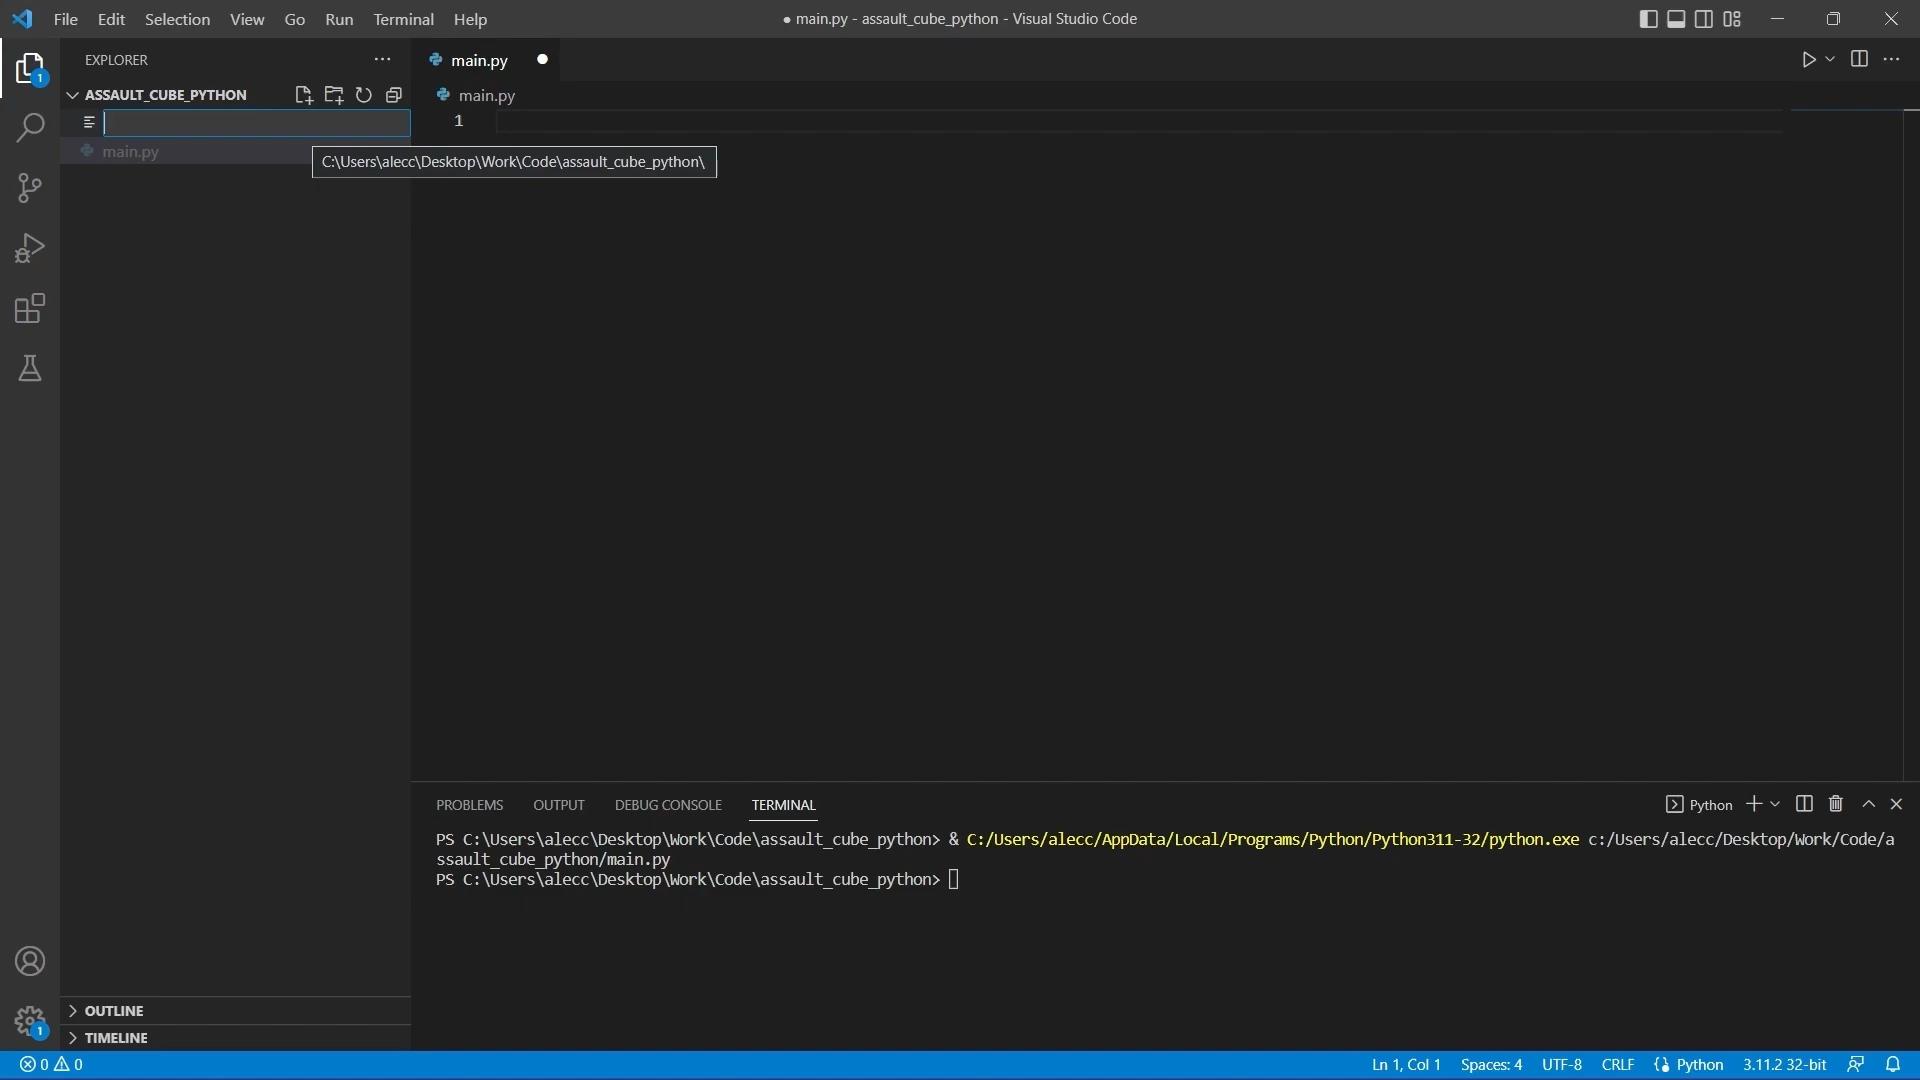 File Edit Selection View Go Run Terminal Help
● main.py - assault_cube_python - Visual Studio Code
EXPLORER
main.py
1
ASSAULT_CUBE_PYTHON
main.py
1
main.py
C:\Users\alecc\Desktop\Work\Code\assault_cube_python\
PROBLEMS OUTPUT DEBUG CONSOLE TERMINAL
Python
PS C:\Users\alecc\Desktop\Work\Code\assault_cube_python> & C:/Users/alecc/AppData/Local/Programs/Python/Python311-32/python.exe c:/Users/alecc/Desktop/Work/Code/a
ssault_cube_python/main.py
PS C:\Users\alecc\Desktop\Work\Code\assault_cube_python>
OUTLINE
1
TIMELINE
0 0
Ln 1, Col 1 Spaces: 4 UTF-8 CRLF Python 3.11.2 32-bit